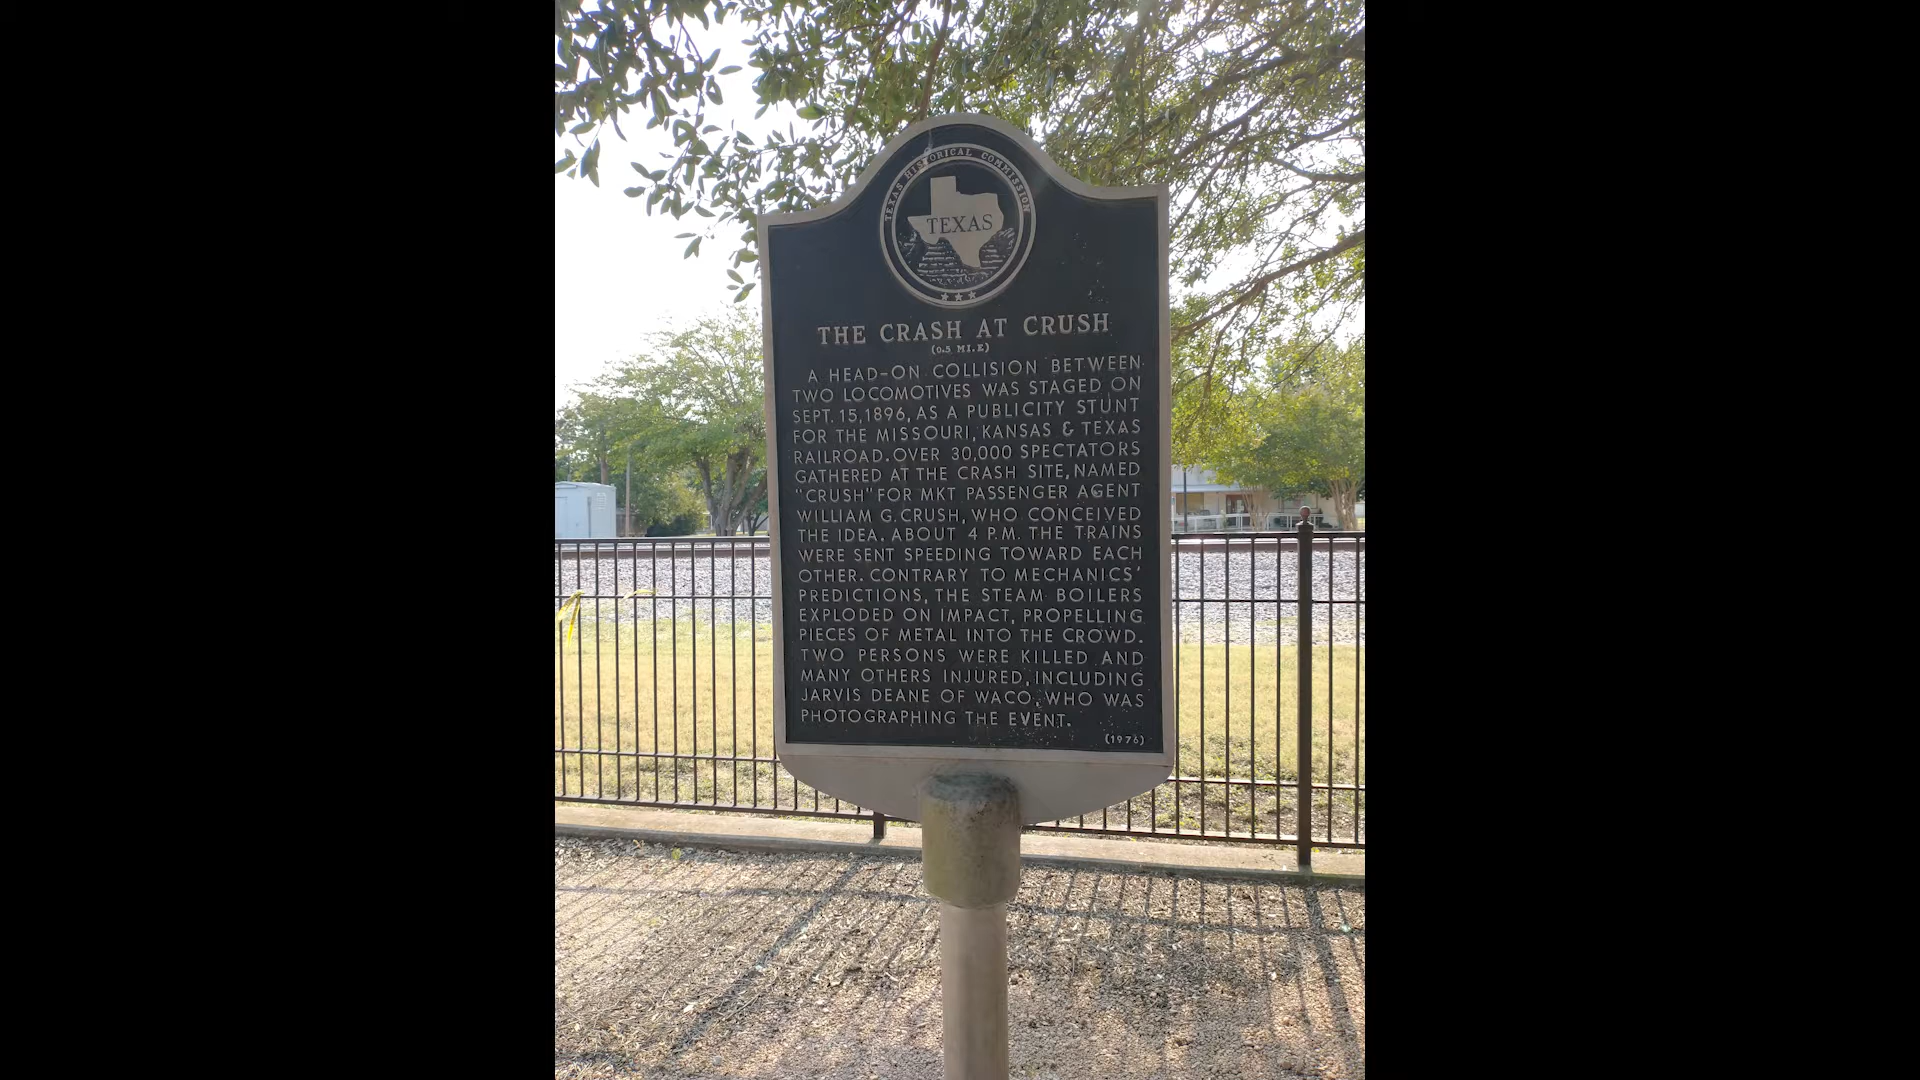 TEXAS HISTORICAL COMMISSION
TEXAS
THE CRASH AT CRUSH
(0.5 MI. E)
A HEAD-ON COLLISION BETWEEN
TWO LOCOMOTIVES WAS STAGED ON
SEPT. 15, 1896, AS A PUBLICITY STUNT
FOR THE MISSOURI, KANSAS & TEXAS
RAILROAD. OVER 30,000 SPECTATORS
GATHERED AT THE CRASH SITE, NAMED
"CRUSH" FOR MKT PASSENGER AGENT
WILLIAM G. CRUSH, WHO CONCEIVED
THE IDEA. ABOUT 4 P.M. THE TRAINS
WERE SENT SPEEDING TOWARD EACH
OTHER. CONTRARY TO MECHANICS'
PREDICTIONS, THE STEAM BOILERS
EXPLODED ON IMPACT, PROPELLING
PIECES OF METAL INTO THE CROWD.
TWO PERSONS WERE KILLED AND
MANY OTHERS INJURED, INCLUDING
JARVIS DEANE OF WACO, WHO WAS
PHOTOGRAPHING THE EVENT.
(1976)